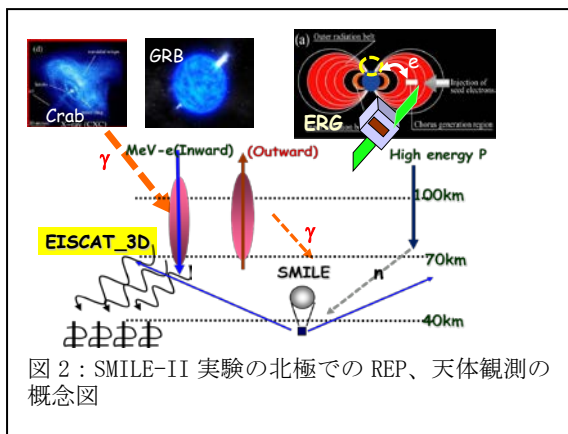 (d)
Crab
GRB
(a)
Outer radiation belt
e
Injection of
seed electrons
ERG
Chorus generation
region
γ
MeV-e(Inward)
(Outward)
High energy P
100km
γ
EISCAT_3D
70km
SMILE
n
40km
図 2：SMILE-II 実験の北極での REP、天体観測の
概念図